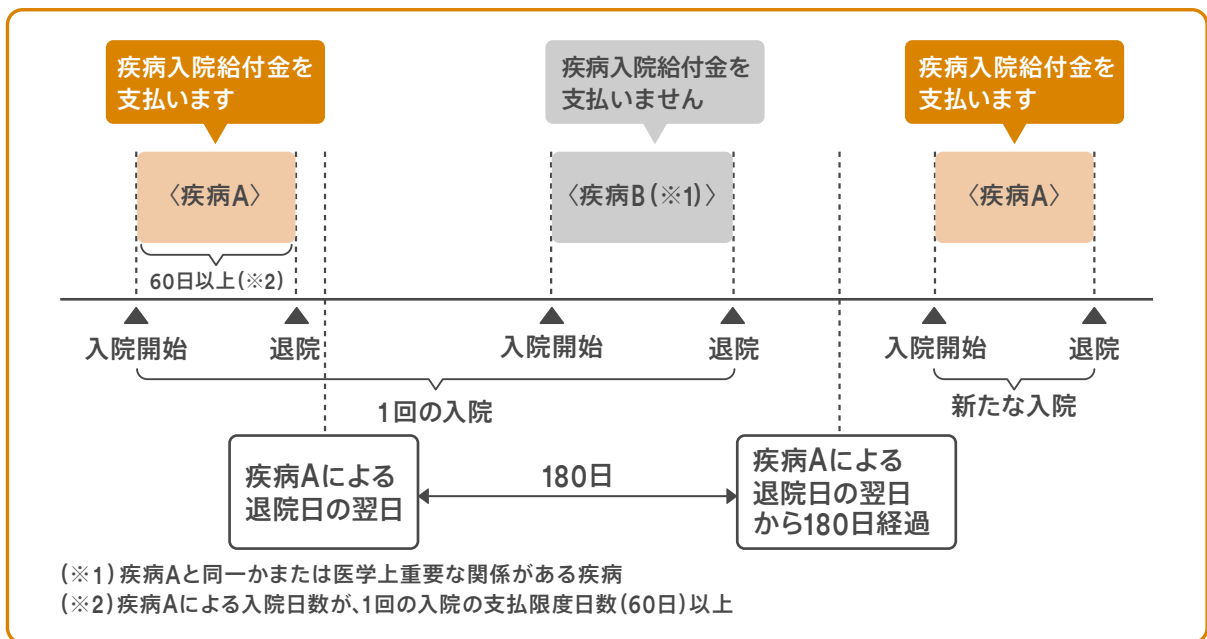 疾病入院給付金を
支払います
疾病入院給付金を
支払いません
疾病入院給付金を
支払います
〈疾病A〉
〈疾病B(※1)〉
〈疾病A〉
60日以上(※2)
入院開始
退院
入院開始
退院
入院開始
退院
1回の入院
新たな入院
疾病Aによる
退院日の翌日
180日
疾病Aによる
退院日の翌日
から180日経過
(※1)疾病Aと同一かまたは医学上重要な関係がある疾病
(※2)疾病Aによる入院日数が、1回の入院の支払限度日数(60日)以上